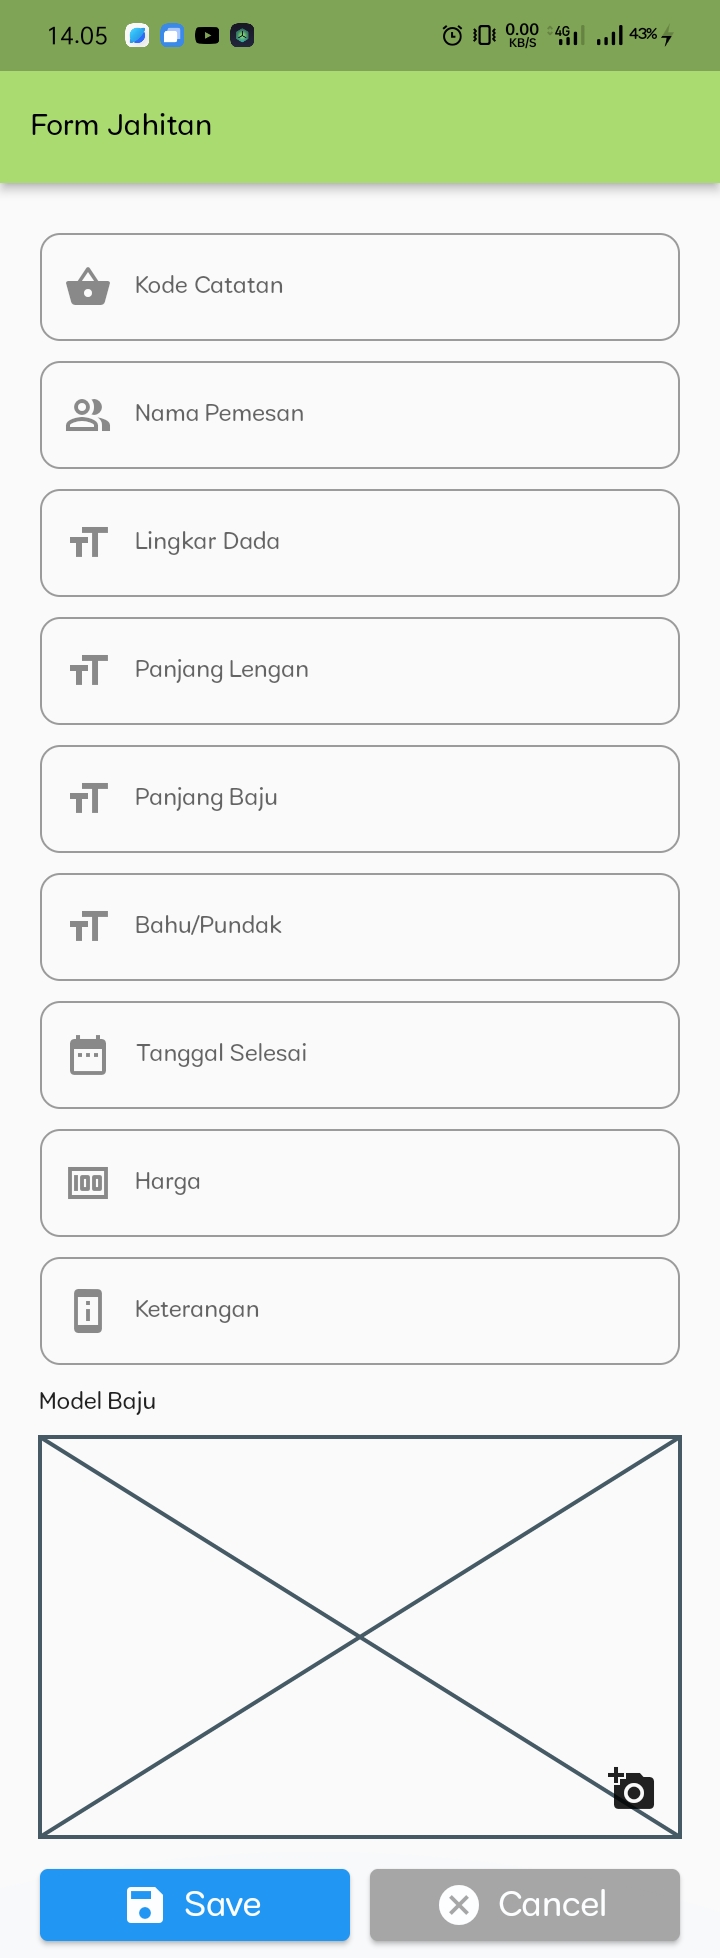 14.05 0.00 KB/S 4G 43%
Form Jahitan
Kode Catatan
Nama Pemesan
Lingkar Dada
Panjang Lengan
Panjang Baju
Bahu/Pundak
Tanggal Selesai
Harga
Keterangan
Model Baju
Save Cancel